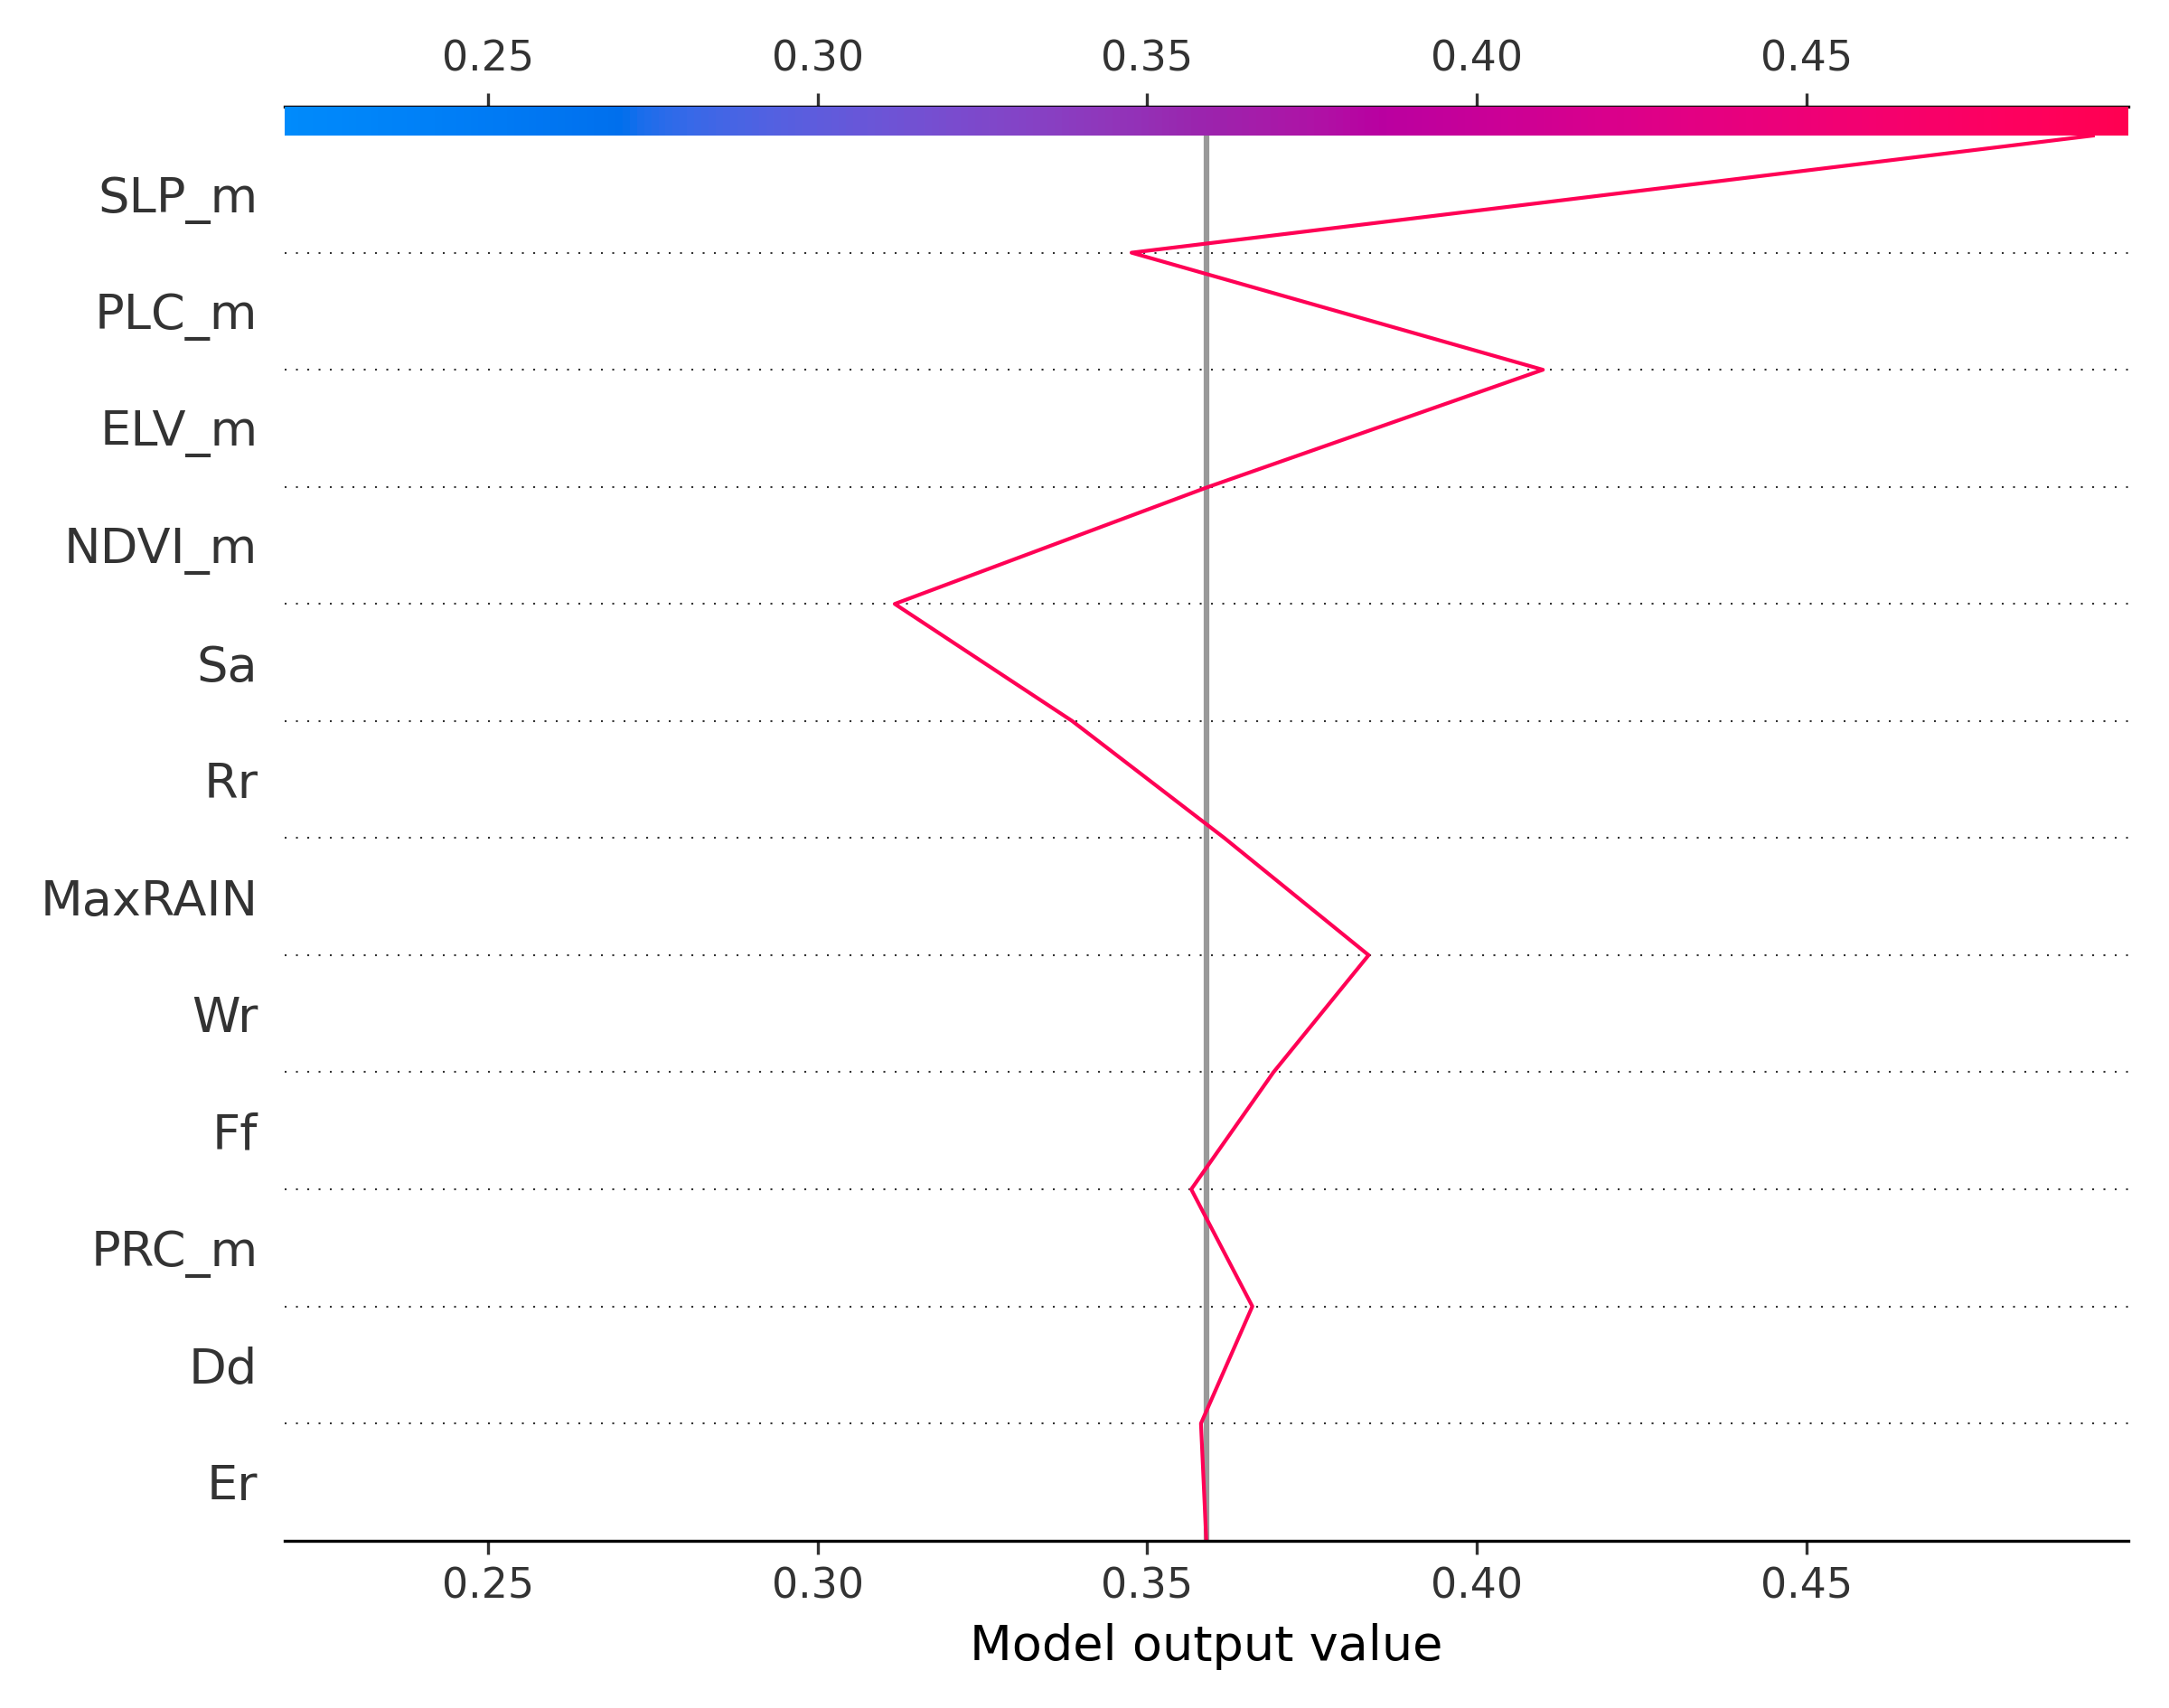 0.25 0.30 0.35 0.40 0.45
SLP_m
PLC_m
ELV_m
NDVI_m
Sa
Rr
MaxRAIN
Wr
Ff
PRC_m
Dd
Er
0.25 0.30 0.35 0.40 0.45
Model output value